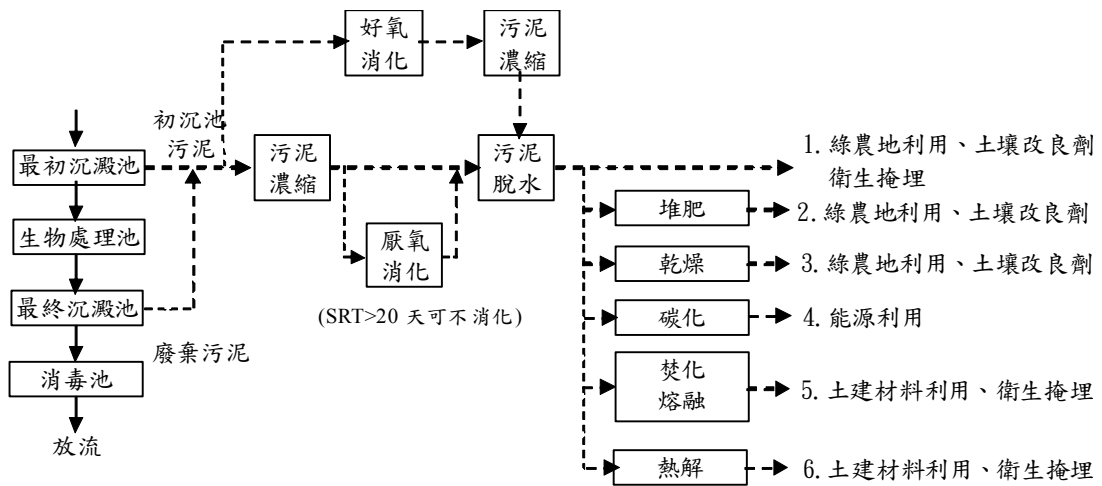 好氧
消化
污泥
濃縮
初沉池
污泥
最初沉澱池
污泥
濃縮
污泥
脫水
1.綠農地利用、土壤改良劑
衛生掩埋
堆肥
2.綠農地利用、土壤改良劑
生物處理池
厭氧
消化
乾燥
3.綠農地利用、土壤改良劑
最終沉澱池
(SRT>20 天可不消化)
碳化
4.能源利用
廢棄污泥
消毒池
焚化
熔融
5.土建材料利用、衛生掩埋
放流
熱解
6.土建材料利用、衛生掩埋